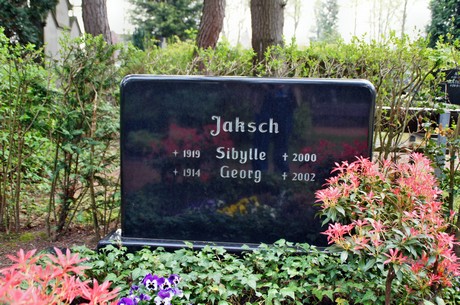 Jaksch
+ 1919 Sibylle + 2000
+ 1914 Georg + 2002